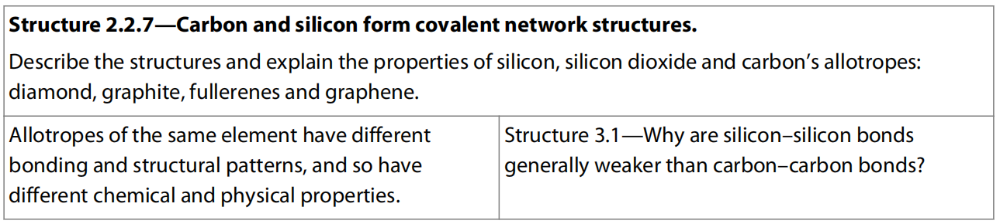 Structure 2.2.7—Carbon and silicon form covalent network structures.
Describe the structures and explain the properties of silicon, silicon dioxide and carbon’s allotropes:
diamond, graphite, fullerenes and graphene.
Allotropes of the same element have different
bonding and structural patterns, and so have
different chemical and physical properties.
Structure 3.1—Why are silicon–silicon bonds
generally weaker than carbon–carbon bonds?